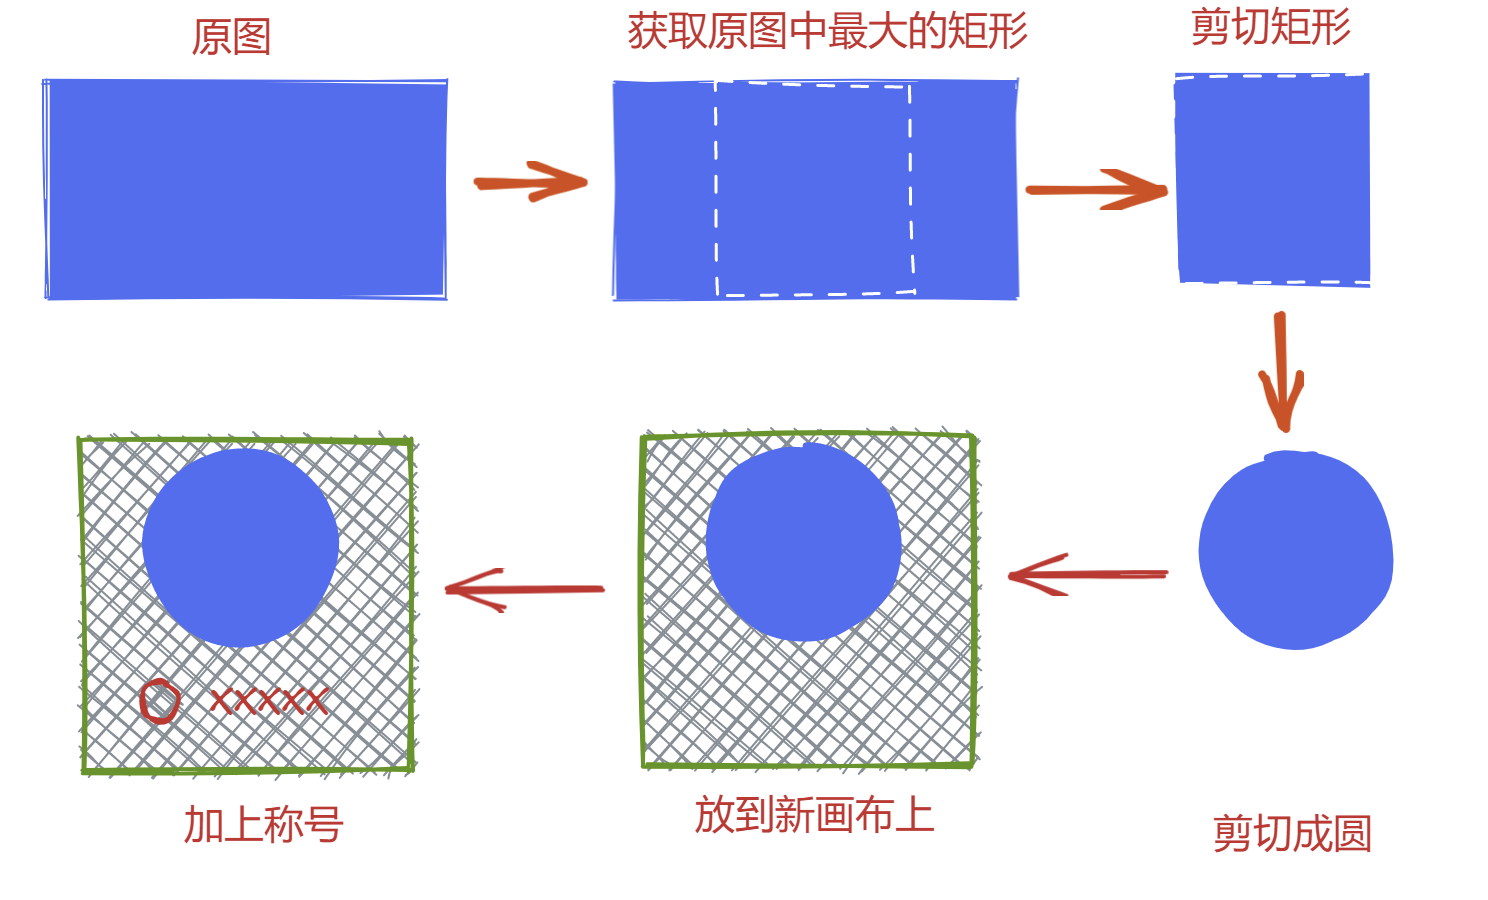 原图
获取原图中最大的矩形
剪切矩形
xxxxx
加上称号
放到新画布上
剪切成圆